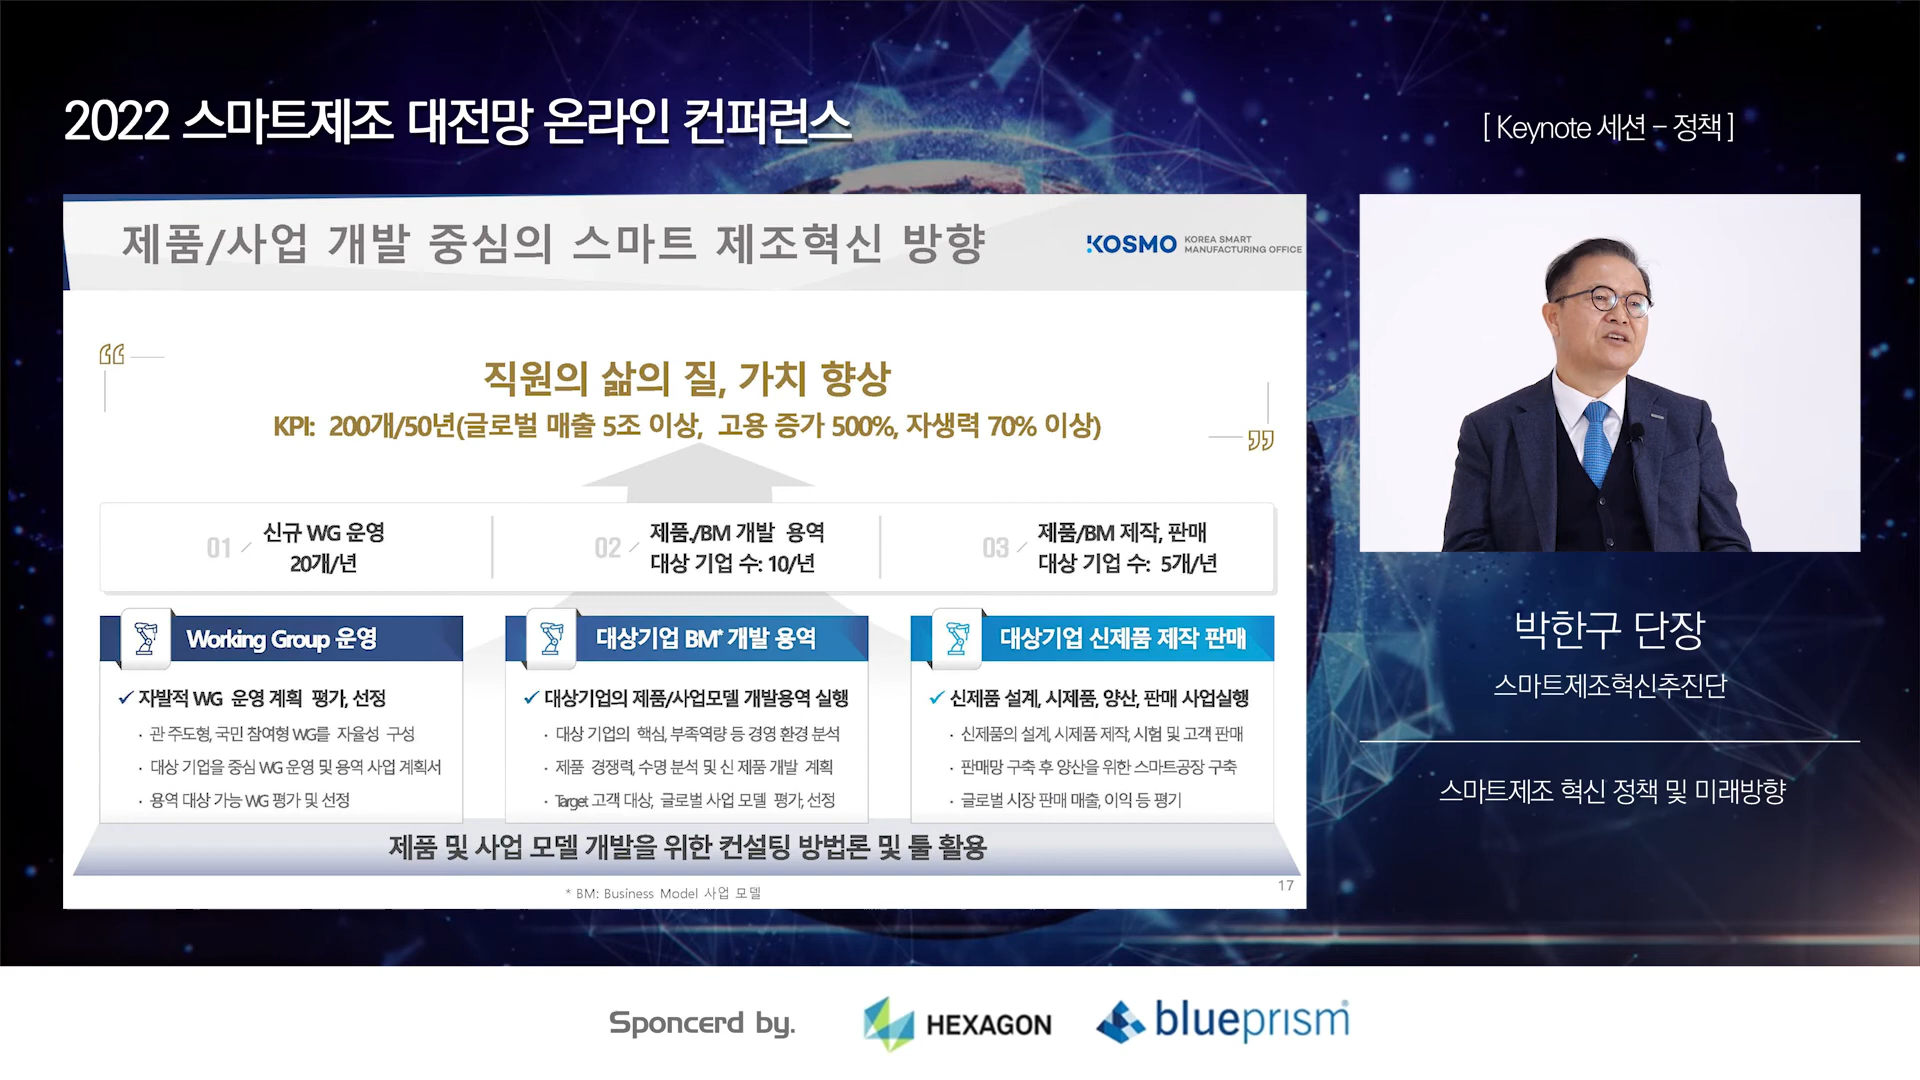 2022 스마트제조 대전망 온라인 컨퍼런스
[ Keynote 세션 – 정책 ]
제품/사업 개발 중심의 스마트 제조혁신 방향
KOSMO KOREA SMART
MANUFACTURING OFFICE
직원의 삶의 질, 가치 향상
KPI: 200개/50년(글로벌 매출 5조 이상, 고용 증가 500%, 자생력 70% 이상)
01 신규 WG 운영
20개/년
02 제품./BM 개발 용역
대상 기업 수: 10/년
03 제품/BM 제작, 판매
대상 기업 수: 5개/년
Working Group 운영
✓ 자발적 WG 운영 계획 평가, 선정
· 관 주도형, 국민 참여형 WG를 자율성 구성
· 대상 기업을 중심 WG 운영 및 용역 사업 계획서
· 용역 대상 가능 WG 평가 및 선정
대상기업 BM* 개발 용역
✓ 대상기업의 제품/사업모델 개발용역 실행
· 대상 기업의 핵심, 부족역량 등 경영 환경 분석
· 제품 경쟁력, 수명 분석 및 신 제품 개발 계획
· Target 고객 대상, 글로벌 사업 모델 평가, 선정
대상기업 신제품 제작 판매
✓ 신제품 설계, 시제품, 양산, 판매 사업실행
· 신제품의 설계, 시제품 제작, 시험 및 고객 판매
· 판매망 구축 후 양산을 위한 스마트공장 구축
· 글로벌 시장 판매 매출, 이익 등 평기
제품 및 사업 모델 개발을 위한 컨설팅 방법론 및 툴 활용
* BM: Business Model 사업 모델
17
박한구 단장
스마트제조혁신추진단
스마트제조 혁신 정책 및 미래방향
Sponcerd by.
HEXAGON
blueprism®